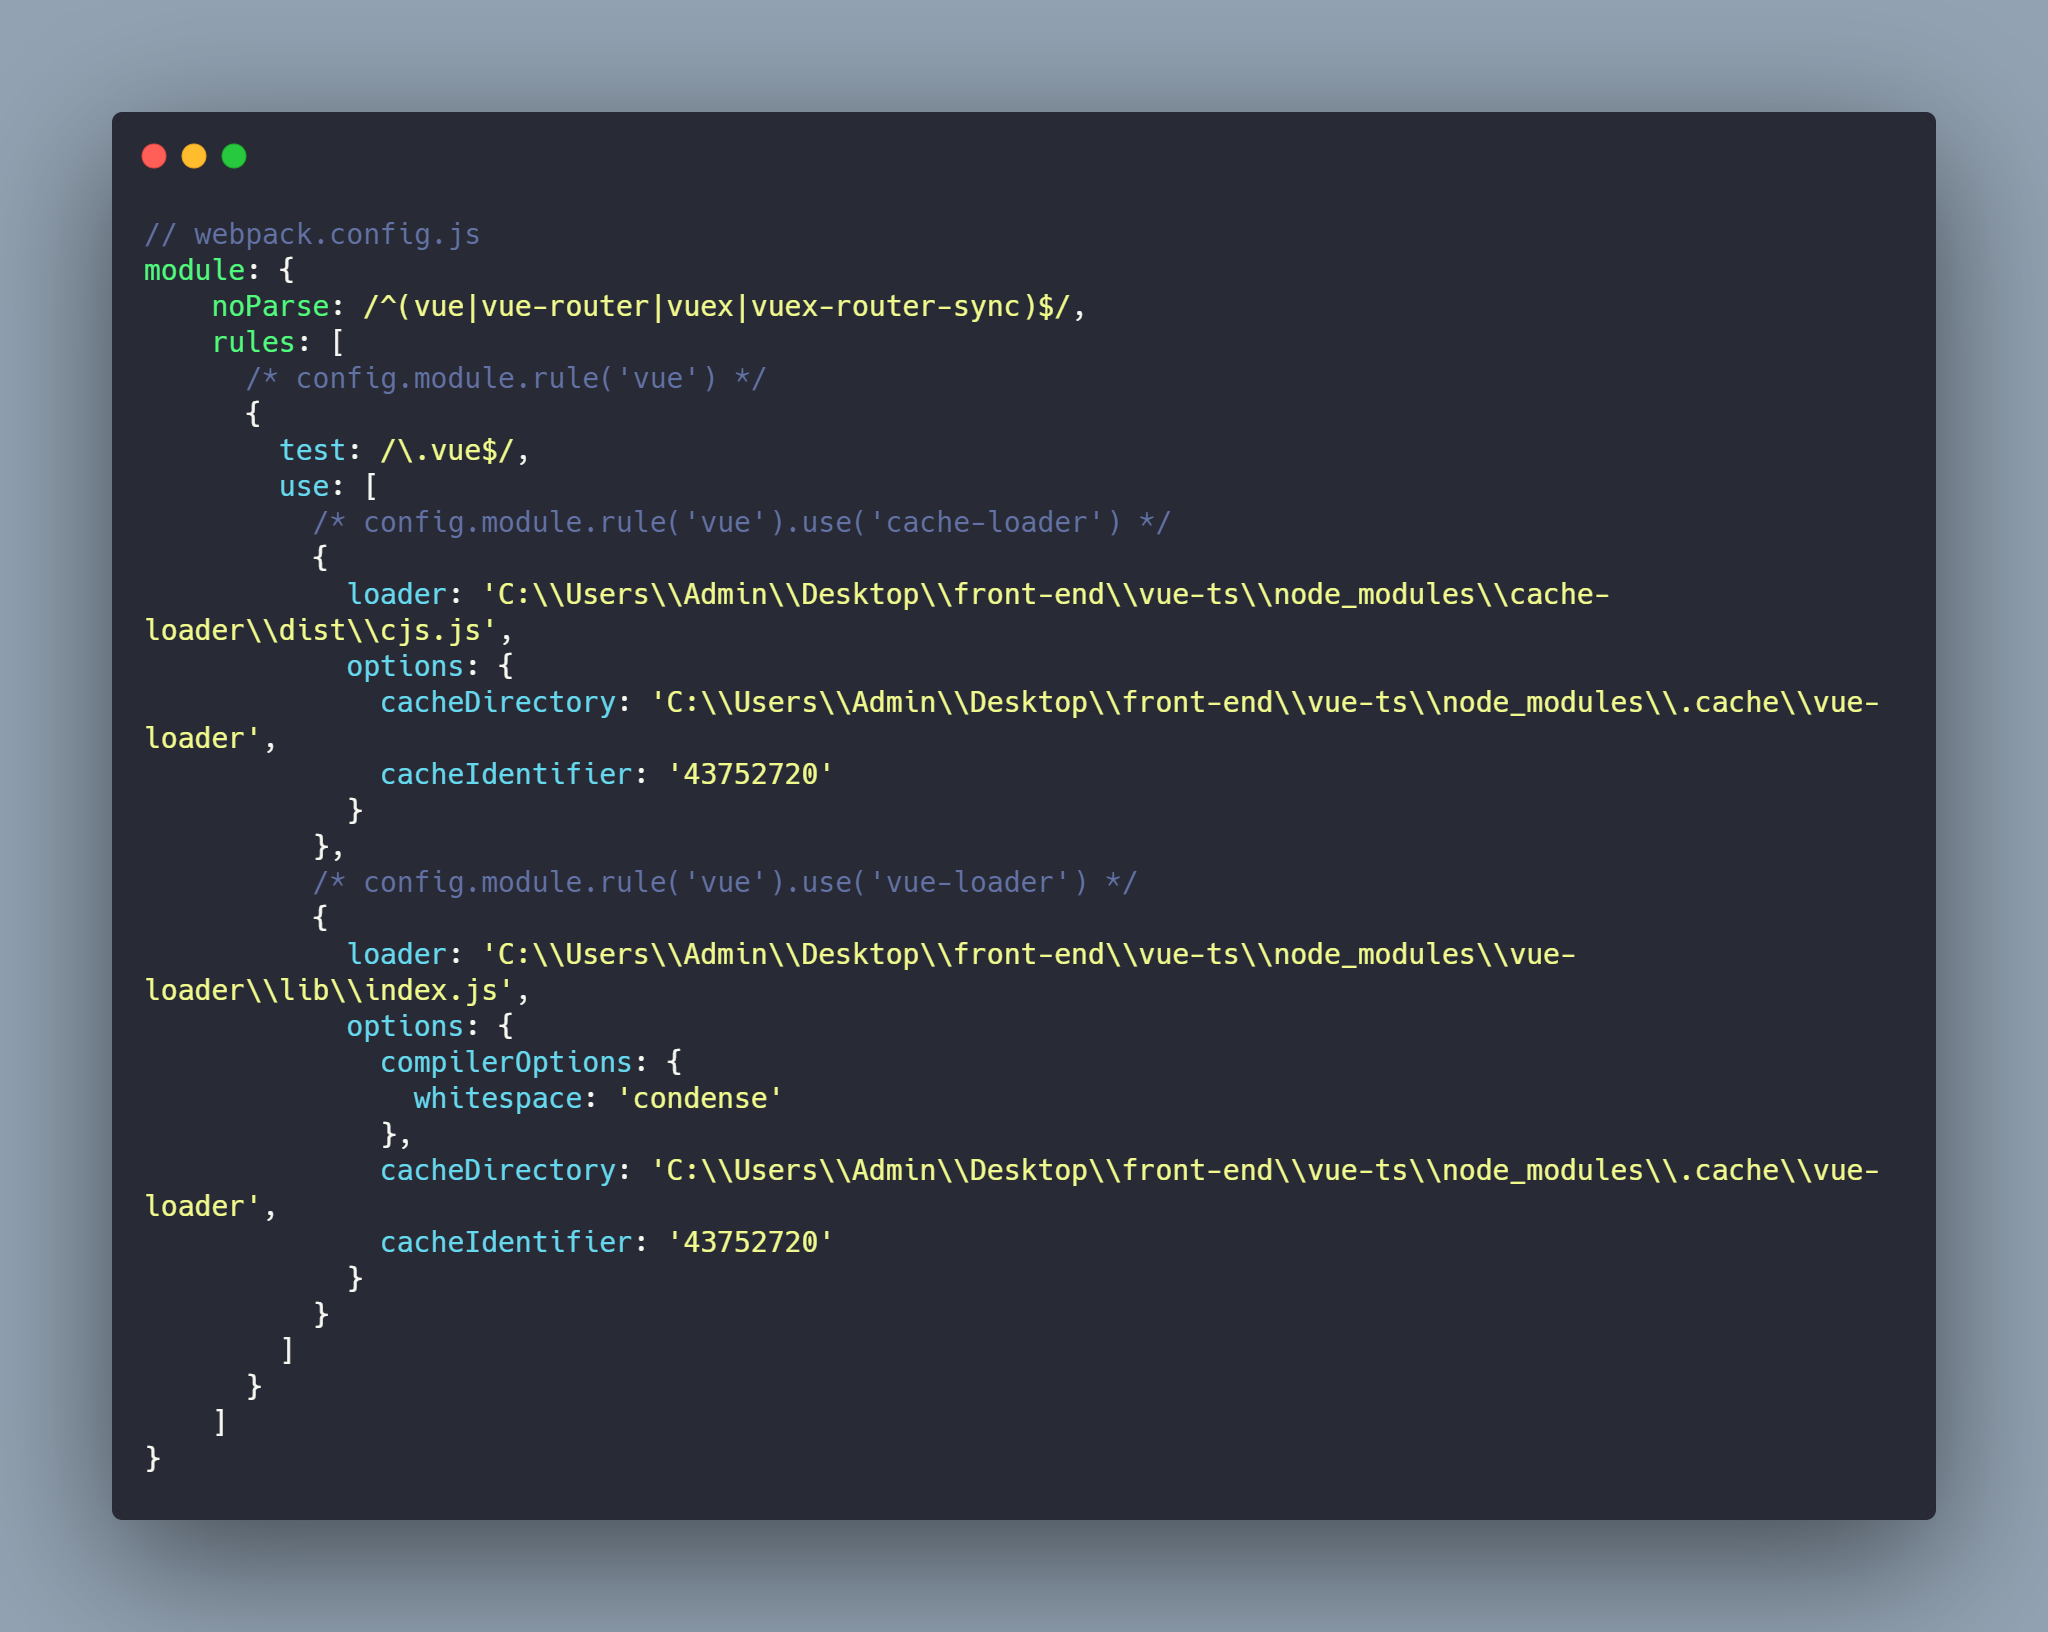 // webpack.config.js
module: {
    noParse: /^(vue|vue-router|vuex|vuex-router-sync)$/,
    rules: [
      /* config.module.rule('vue') */
      {
        test: /\.vue$/,
        use: [
          /* config.module.rule('vue').use('cache-loader') */
          {
            loader: 'C:\\Users\\Admin\\Desktop\\front-end\\vue-ts\\node_modules\\cache-
loader\\dist\\cjs.js',
            options: {
              cacheDirectory: 'C:\\Users\\Admin\\Desktop\\front-end\\vue-ts\\node_modules\\.cache\\vue-
loader',
              cacheIdentifier: '43752720'
            }
          },
          /* config.module.rule('vue').use('vue-loader') */
          {
            loader: 'C:\\Users\\Admin\\Desktop\\front-end\\vue-ts\\node_modules\\vue-
loader\\lib\\index.js',
            options: {
              compilerOptions: {
                whitespace: 'condense'
              },
              cacheDirectory: 'C:\\Users\\Admin\\Desktop\\front-end\\vue-ts\\node_modules\\.cache\\vue-
loader',
              cacheIdentifier: '43752720'
            }
          }
        ]
      }
    ]
}